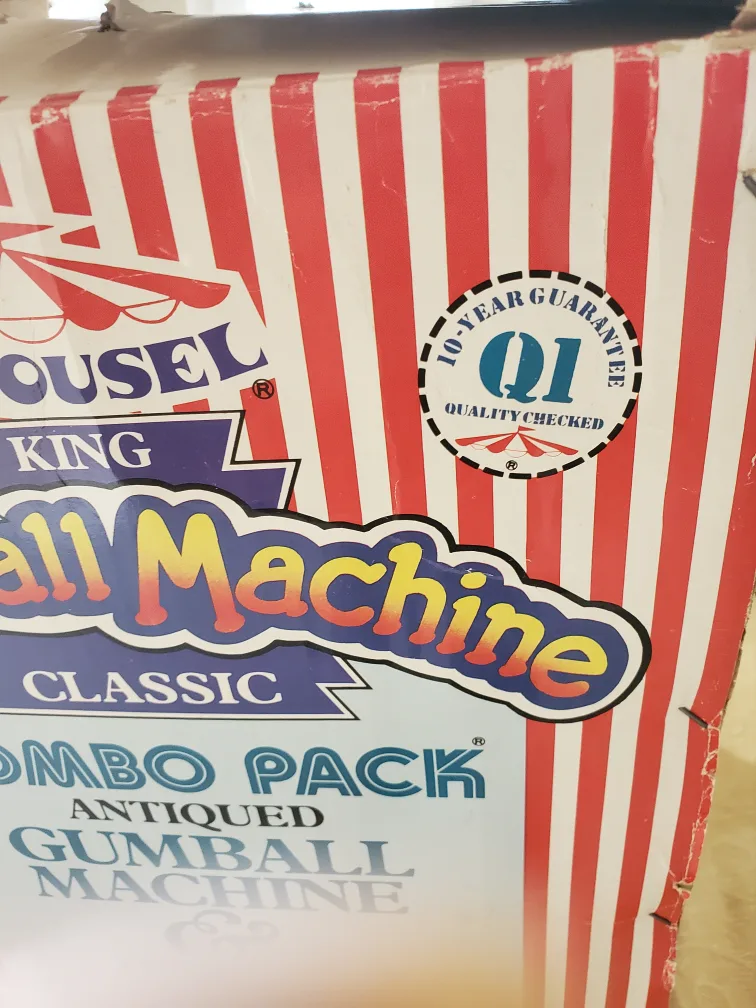 OUSEL®
KING
all Machine
CLASSIC
OMBO PACK®
ANTIQUED
GUMBALL
MACHINE
&
10-YEAR GUARANTEE
Q1
QUALITY CHECKED
®